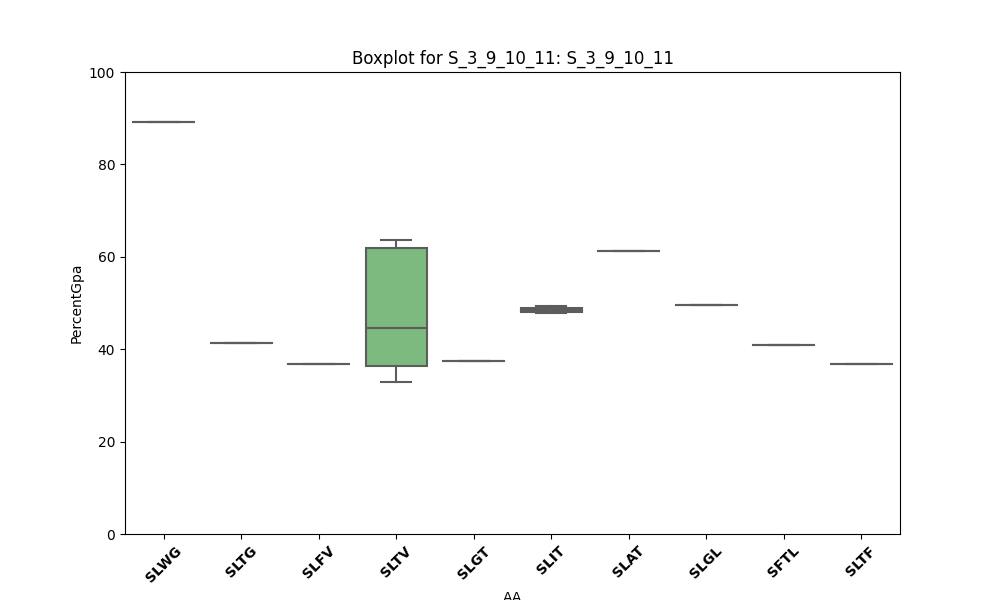 Boxplot for S_3_9_10_11: S_3_9_10_11
PercentGpa
100
80
60
40
20
0
SLWG
SLTG
SLFV
SLTV
SLGT
SLIT
SLAT
SLGL
SFTL
SLTF
AA